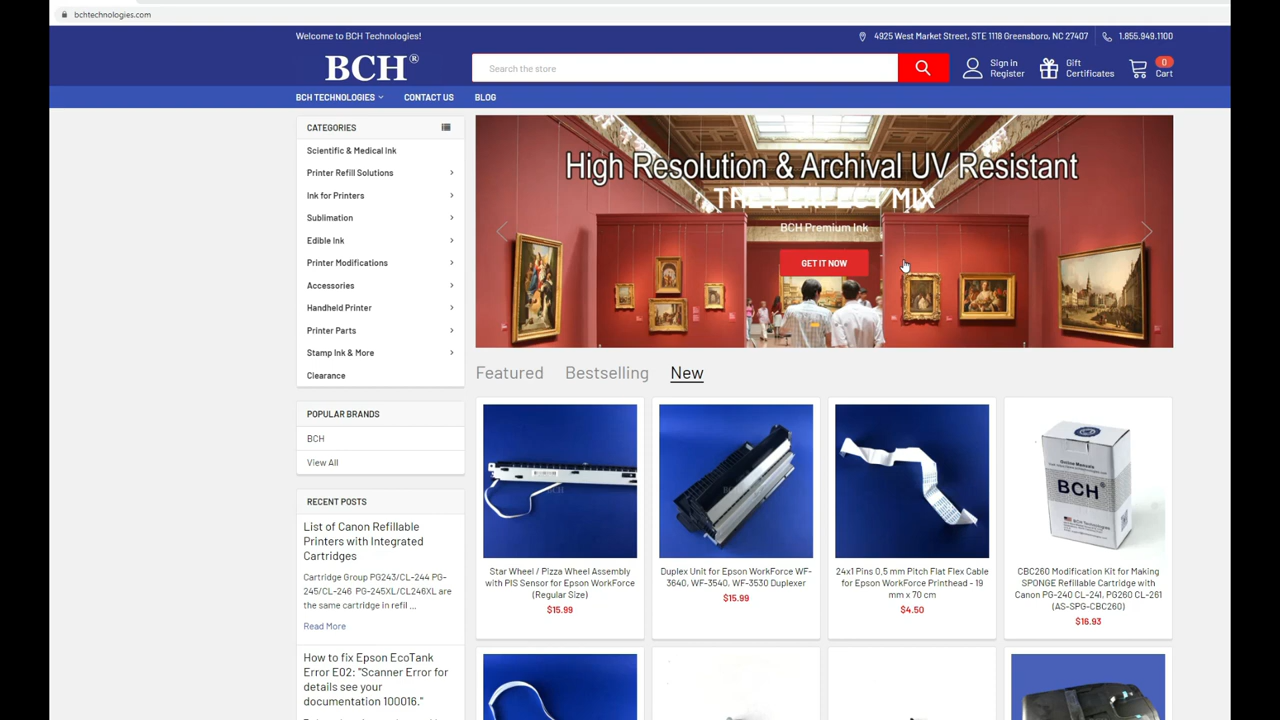 bchtechnologies.com
Welcome to BCH Technologies!
4925 West Market Street, STE 1118 Greensboro, NC 27407
1.855.949.1100
BCH®
Search the store
Sign in
Register
Gift
Certificates
0
Cart
BCH TECHNOLOGIES
CONTACT US
BLOG
CATEGORIES
Scientific & Medical Ink
Printer Refill Solutions
Ink for Printers
Sublimation
Edible Ink
Printer Modifications
Accessories
Handheld Printer
Printer Parts
Stamp Ink & More
Clearance
High Resolution & Archival UV Resistant
THE PERFECT MIX
BCH Premium Ink
GET IT NOW
Featured
Bestselling
New
POPULAR BRANDS
BCH
View All
RECENT POSTS
List of Canon Refillable
Printers with Integrated
Cartridges
Cartridge Group PG243/CL-244 PG-
245/CL-246 PG-245XL/CL246XL are
the same cartridge in refil ...
Read More
How to fix Epson EcoTank
Error E02: "Scanner Error for
details see your
documentation 100016."
BCH
Star Wheel / Pizza Wheel Assembly
with PIS Sensor for Epson WorkForce
(Regular Size)
$15.99
BCH
Duplex Unit for Epson WorkForce WF-
3640, WF-3540, WF-3530 Duplexer
$15.99
24x1 Pins 0.5 mm Pitch Flat Flex Cable
for Epson WorkForce Printhead - 19
mm x 70 cm
$4.50
Online Manuals
BCH®
BCH Technologies
CBC260 Modification Kit for Making
SPONGE Refillable Cartridge with
Canon PG-240 CL-241, PG260 CL-261
(AS-SPG-CBC260)
$16.93